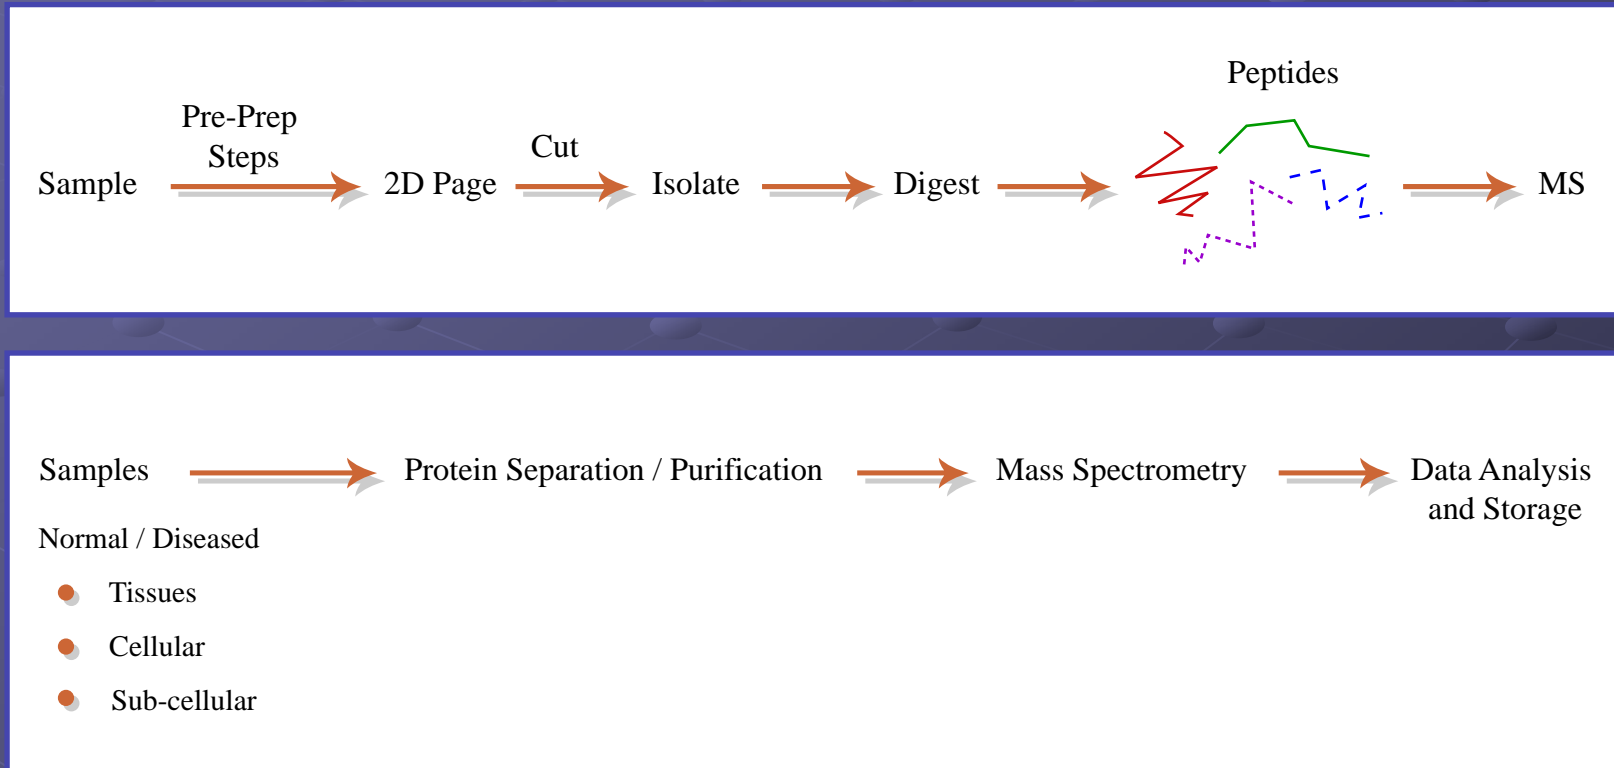 Peptides
Pre-Prep
Steps
Cut
Sample
2D Page
Isolate
Digest
MS
Samples
Protein Separation / Purification
Mass Spectrometry
Data Analysis
and Storage
Normal / Diseased
Tissues
Cellular
Sub-cellular